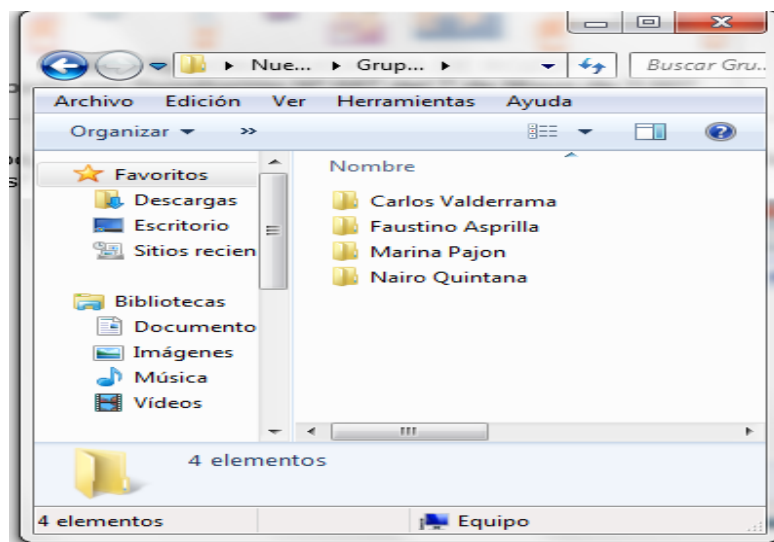 Nue... Grup...
Buscar Gru..
Archivo Edición Ver Herramientas Ayuda
Organizar
Favoritos
Descargas
Escritorio
Sitios recien
Bibliotecas
Documento
Imágenes
Música
Vídeos
Nombre
Carlos Valderrama
Faustino Asprilla
Marina Pajon
Nairo Quintana
4 elementos
4 elementos
Equipo